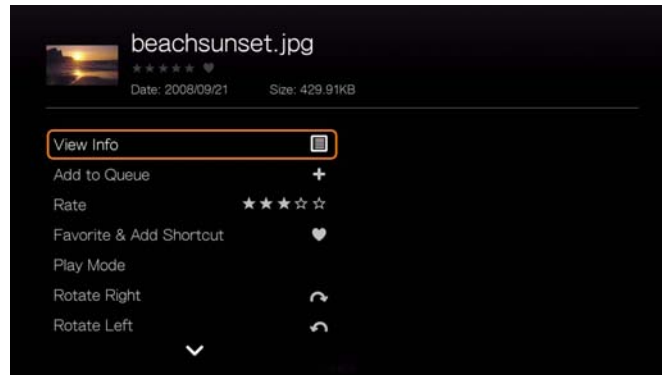 beachsunset.jpg
Date: 2008/09/21 Size: 429.91KB
View Info
Add to Queue
Rate
Favorite & Add Shortcut
Play Mode
Rotate Right
Rotate Left